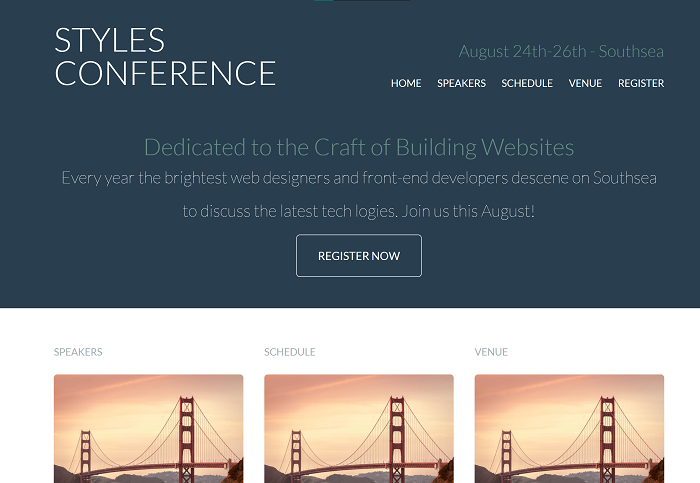 STYLES
CONFERENCE
August 24th-26th - Southsea
HOME SPEAKERS SCHEDULE VENUE REGISTER
Dedicated to the Craft of Building Websites
Every year the brightest web designers and front-end developers descene on Southsea
to discuss the latest tech logies. Join us this August!
REGISTER NOW
SPEAKERS SCHEDULE VENUE